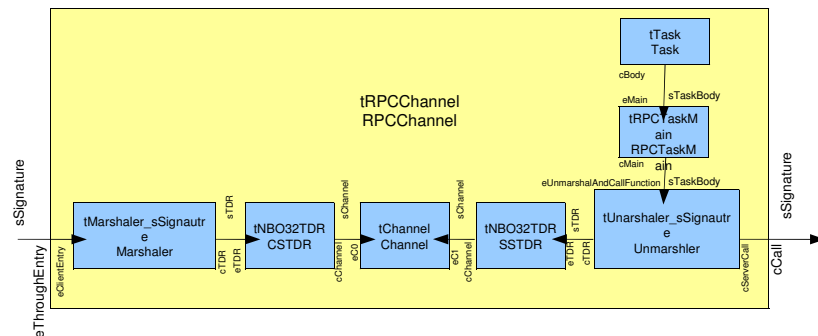 tTask
Task
cBody
eMain
sTaskBody
tRPCChannel
RPCChannel
tRPCTaskM
ain
RPCTaskM
ain
cMain
eUnmarshalAndCallFunction
sTaskBody
sSignature
eThroughEntry
eClientEntry
tMarshaler_sSignautr
e
Marshaler
sTDR
cTDR
eTDR
tNBO32TDR
CSTDR
sChannel
cChannel
eC0
tChannel
Channel
sChannel
eC1
cChannel
tNBO32TDR
SSTDR
sTDR
eTDR
cTDR
tUnarshaler_sSignautr
e
Unmarshler
cServerCall
sSignature
cCall